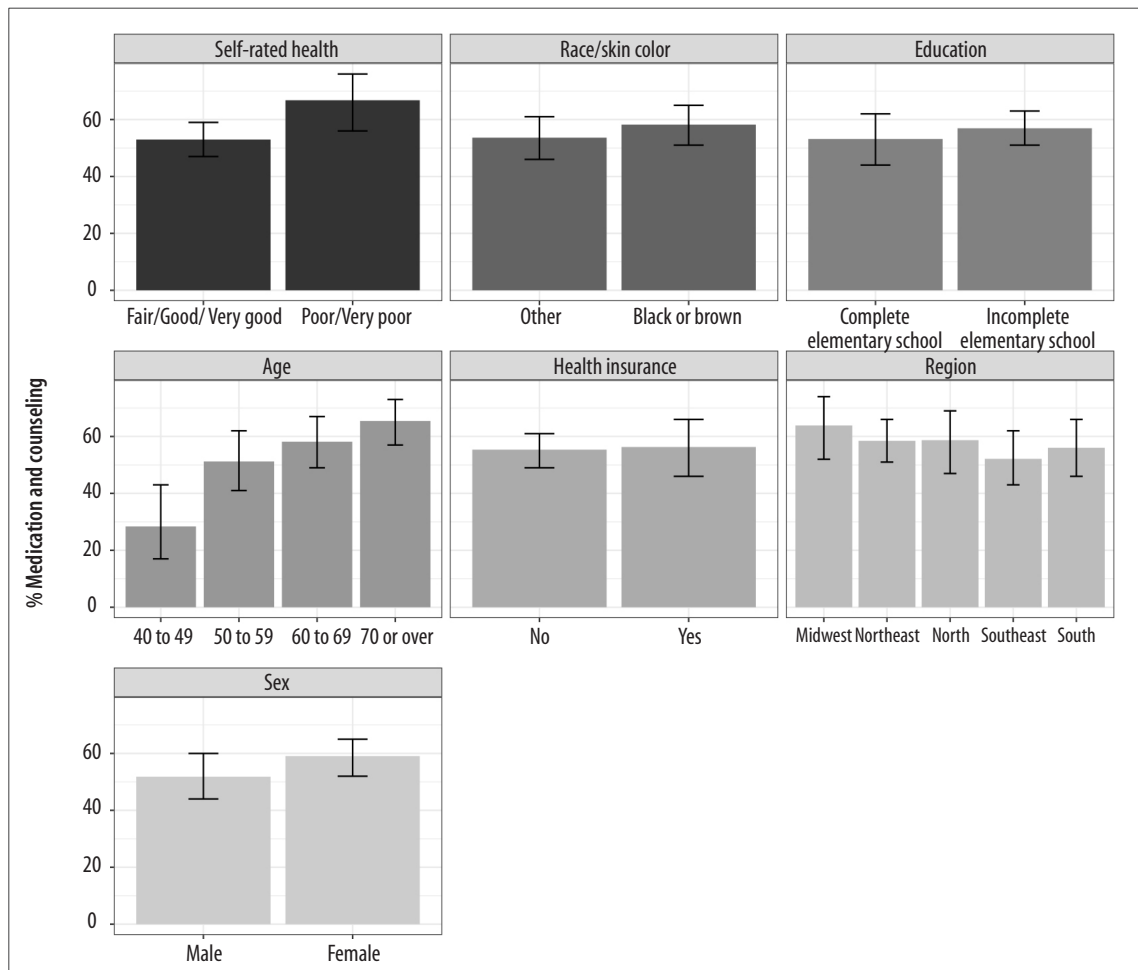 % Medication and counseling
Self-rated health
60
40
20
0
Fair/Good/ Very good
Poor/Very poor
Race/skin color
Other
Black or brown
Education
Complete
elementary school
Incomplete
elementary school
Age
60
40
20
0
40 to 49
50 to 59
60 to 69
70 or over
Health insurance
No
Yes
Region
Midwest
Northeast
North
Southeast
South
Sex
60
40
20
0
Male
Female